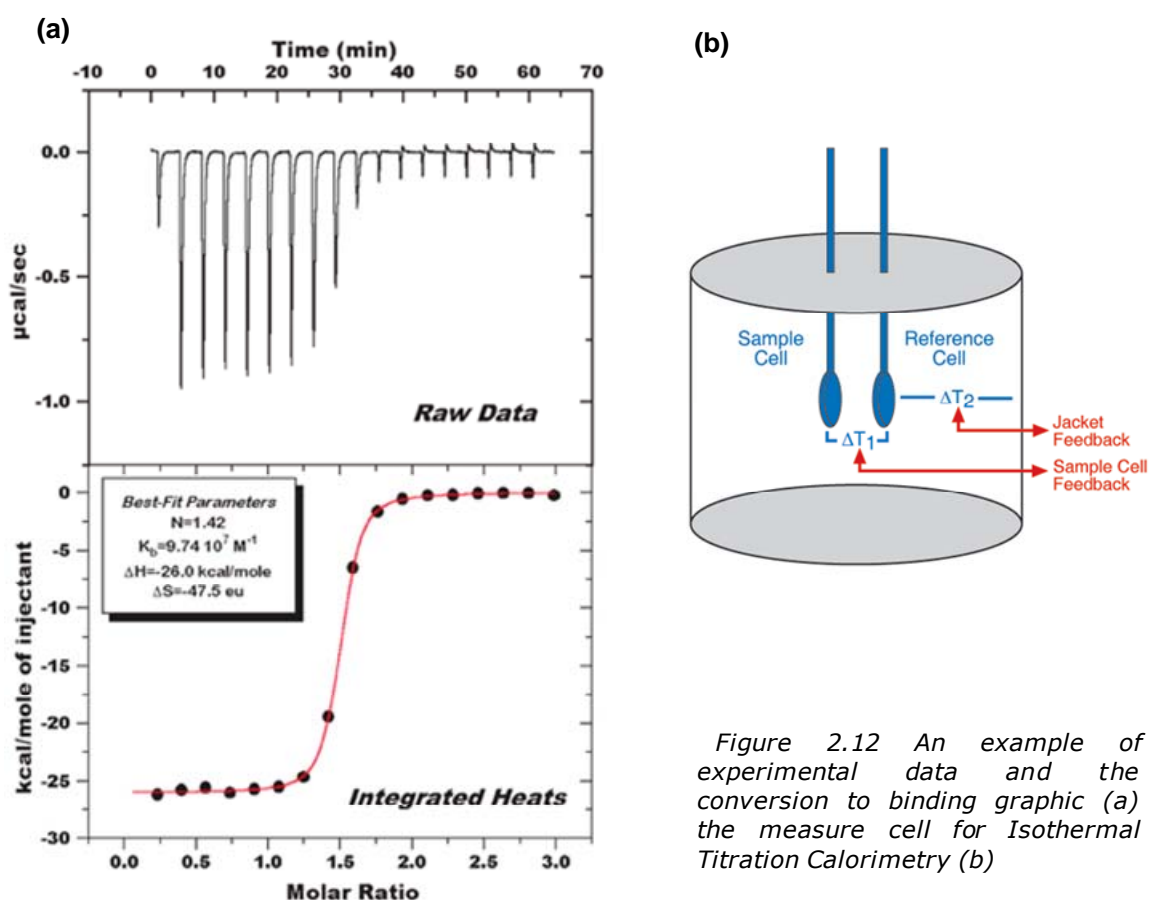 (a)
Time (min)
-10 0 10 20 30 40 50 60 70
0.0
-0.5
-1.0
µcal/sec
Raw Data
0
-5
-10
-15
-20
-25
-30
kcal/mole of injectant
Best-Fit Parameters
N=1.42
K_b=9.74 10^7 M^-1
ΔH=-26.0 kcal/mole
ΔS=-47.5 eu
Integrated Heats
0.0 0.5 1.0 1.5 2.0 2.5 3.0
Molar Ratio
(b)
Sample
Cell
Reference
Cell
ΔT2
ΔT1
Jacket
Feedback
Sample Cell
Feedback
Figure 2.12 An example of
experimental data and the
conversion to binding graphic (a)
the measure cell for Isothermal
Titration Calorimetry (b)